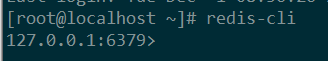 [root@localhost ~]# redis-cli
127.0.0.1:6379>